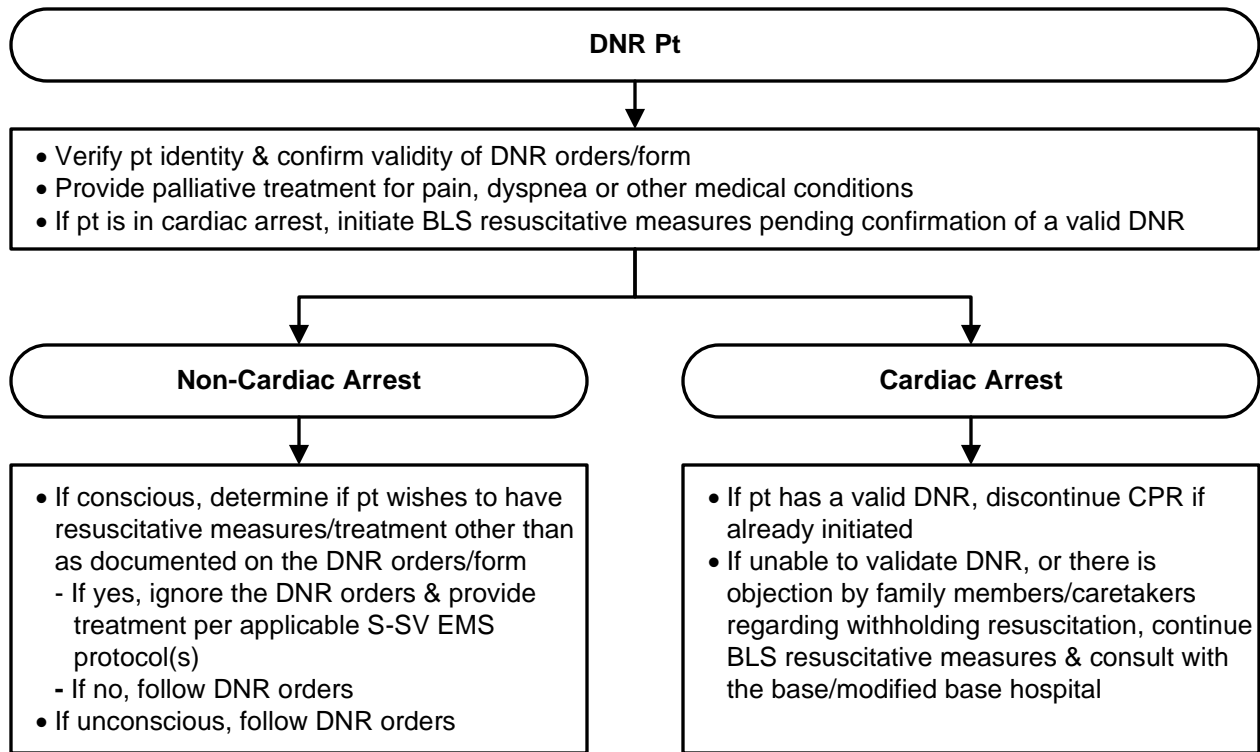 DNR Pt
• Verify pt identity & confirm validity of DNR orders/form
• Provide palliative treatment for pain, dyspnea or other medical conditions
• If pt is in cardiac arrest, initiate BLS resuscitative measures pending confirmation of a valid DNR
Non-Cardiac Arrest
• If conscious, determine if pt wishes to have
resuscitative measures/treatment other than
as documented on the DNR orders/form
- If yes, ignore the DNR orders & provide
treatment per applicable S-SV EMS
protocol(s)
- If no, follow DNR orders
• If unconscious, follow DNR orders
Cardiac Arrest
• If pt has a valid DNR, discontinue CPR if
already initiated
• If unable to validate DNR, or there is
objection by family members/caretakers
regarding withholding resuscitation, continue
BLS resuscitative measures & consult with
the base/modified base hospital